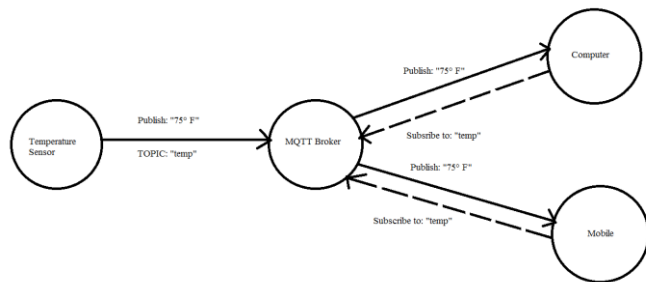 Temperature
Sensor
Publish: "75° F"
TOPIC: "temp"
MQTT Broker
Publish: "75° F"
Subsribe to: "temp"
Computer
Publish: "75° F"
Subscribe to: "temp"
Mobile